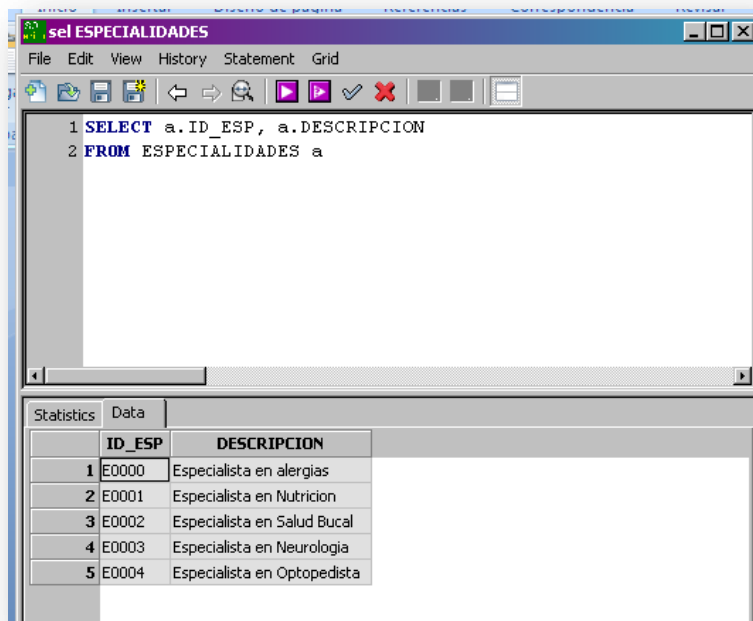 sel ESPECIALIDADES
File Edit View History Statement Grid
1 SELECT a.ID_ESP, a.DESCRIPCION
2 FROM ESPECIALIDADES a
Statistics Data
ID_ESP DESCRIPCION
1 E0000 Especialista en alergias
2 E0001 Especialista en Nutricion
3 E0002 Especialista en Salud Bucal
4 E0003 Especialista en Neurologia
5 E0004 Especialista en Optopedista